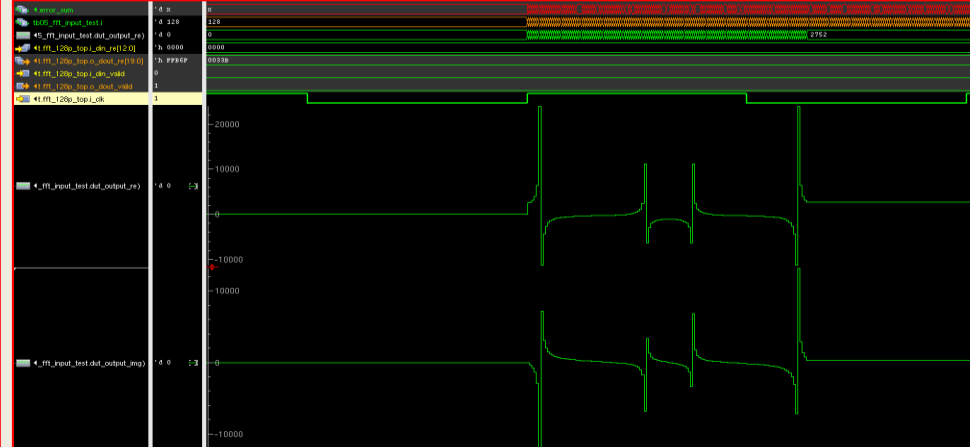 error_sum 'd x x
tb05_fft_input_test.i 'd 128 128
5_fft_input_test.dut_output_re) 'd 0 0 2752
t.fft_128p_top.i_din_re[12:0] 'h 0000 0000
t.fft_128p_top.o_dout_re[19:0] 'h FFB6F 0033B
t.fft_128p_top.i_din_valid 0
t.fft_128p_top.o_dout_valid 1
t.fft_128p_top.i_clk 1
20000
10000
_fft_input_test.dut_output_re) 'd 0 [-] 0
-10000
10000
_fft_input_test.dut_output_img) 'd 0 [-] 0
-10000